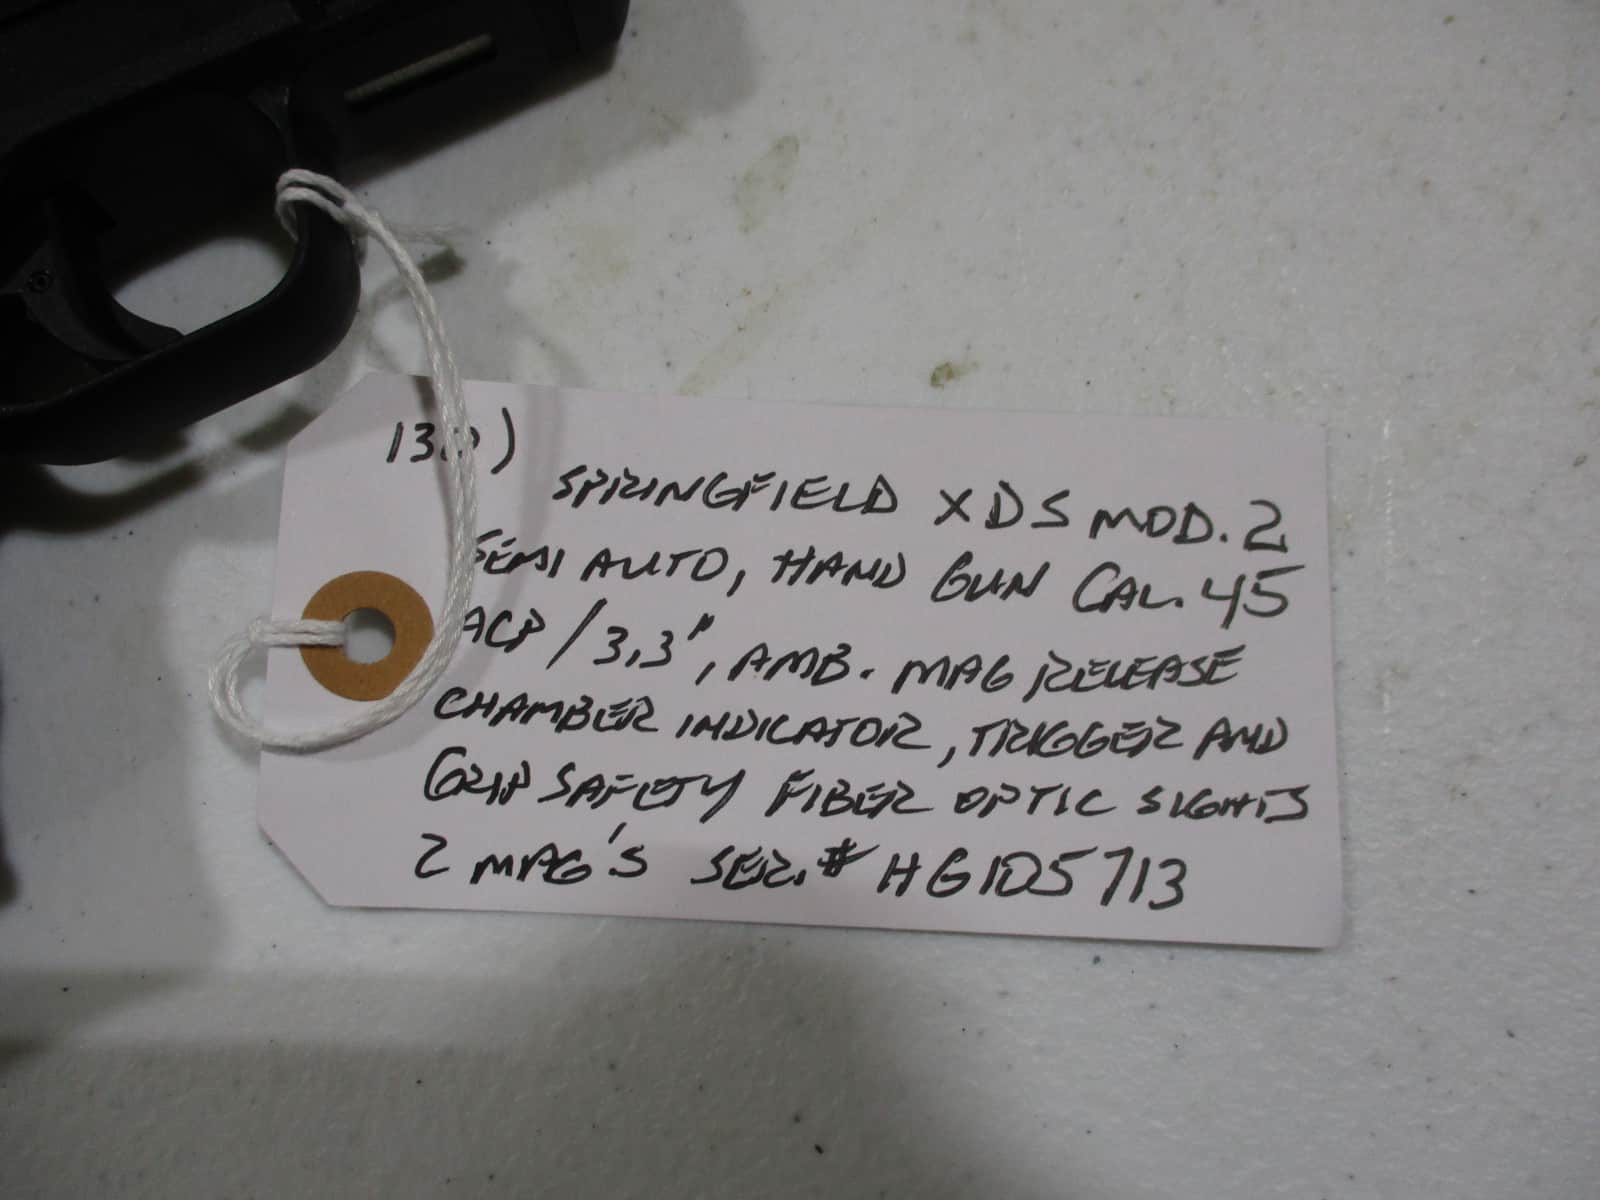 SPRINGFIELD XDS MOD. 2
SEMI AUTO, HAND GUN CAL. 45
ACP / 3.3", AMB. MAG RELEASE
CHAMBER INDICATOR, TRIGGER AND
GRIP SAFETY FIBER OPTIC SIGHTS
2 MAG'S SER. # HG105713